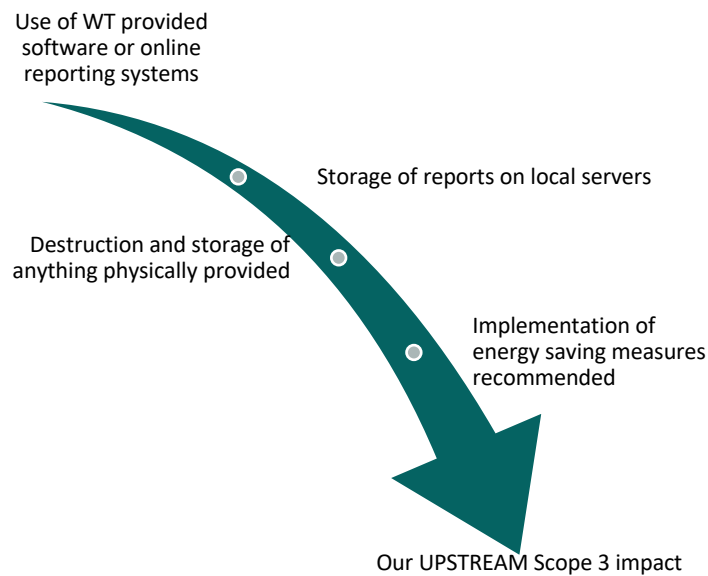 Use of WT provided
software or online
reporting systems
Storage of reports on local servers
Destruction and storage of
anything physically provided
Implementation of
energy saving measures
recommended
Our UPSTREAM Scope 3 impact